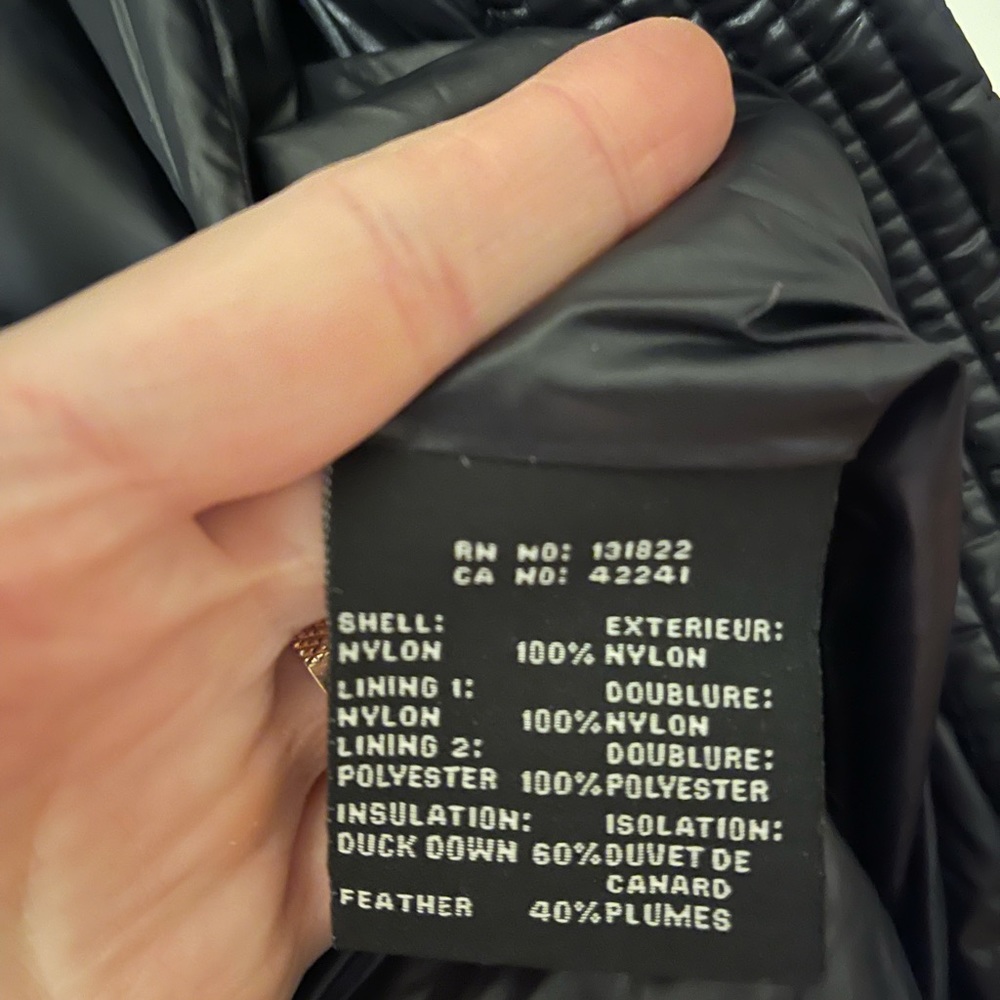 RN NO: 131822
CA NO: 42241
SHELL: EXTERIEUR:
NYLON 100% NYLON
LINING 1: DOUBLURE:
NYLON 100% NYLON
LINING 2: DOUBLURE:
POLYESTER 100% POLYESTER
INSULATION: ISOLATION:
DUCK DOWN 60% DUVET DE
CANARD
FEATHER 40% PLUMES